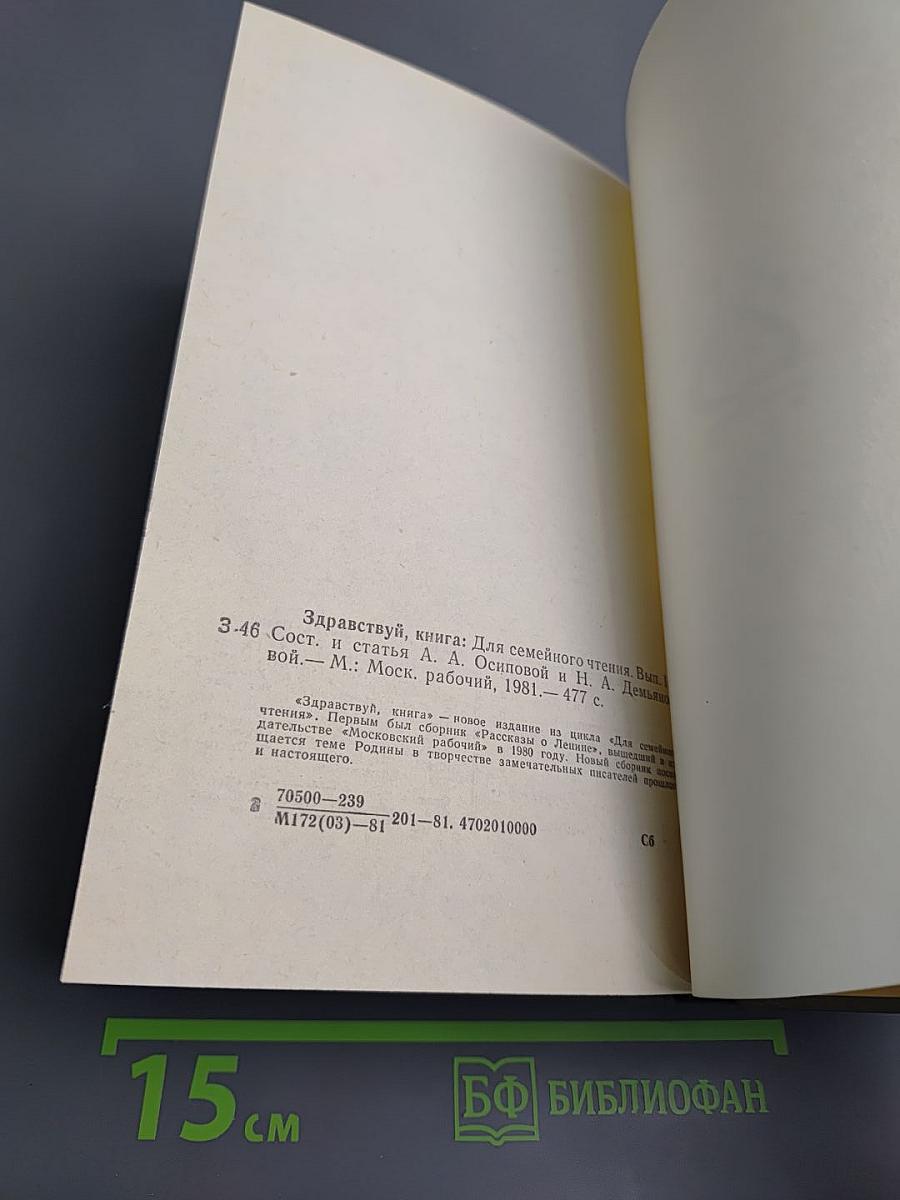 Здравствуй, книга: Для семейного чтения. Вып.
З-46 Сост. и статья А. А. Осиповой и Н. А. Демьяно
вой.— М.: Моск. рабочий, 1981.— 477 с.
«Здравствуй, книга» — новое издание из цикла «Для семейно
чтения». Первым был сборник «Рассказы о Ленине», вышедший в из
дательстве «Московский рабочий» в 1980 году. Новый сборник посвя
щается теме Родины в творчестве замечательных писателей прошлого
и настоящего.
70500—239
М172(03)—81 201—81. 4702010000
Сб
15 см
БФ БИБЛИОФАН